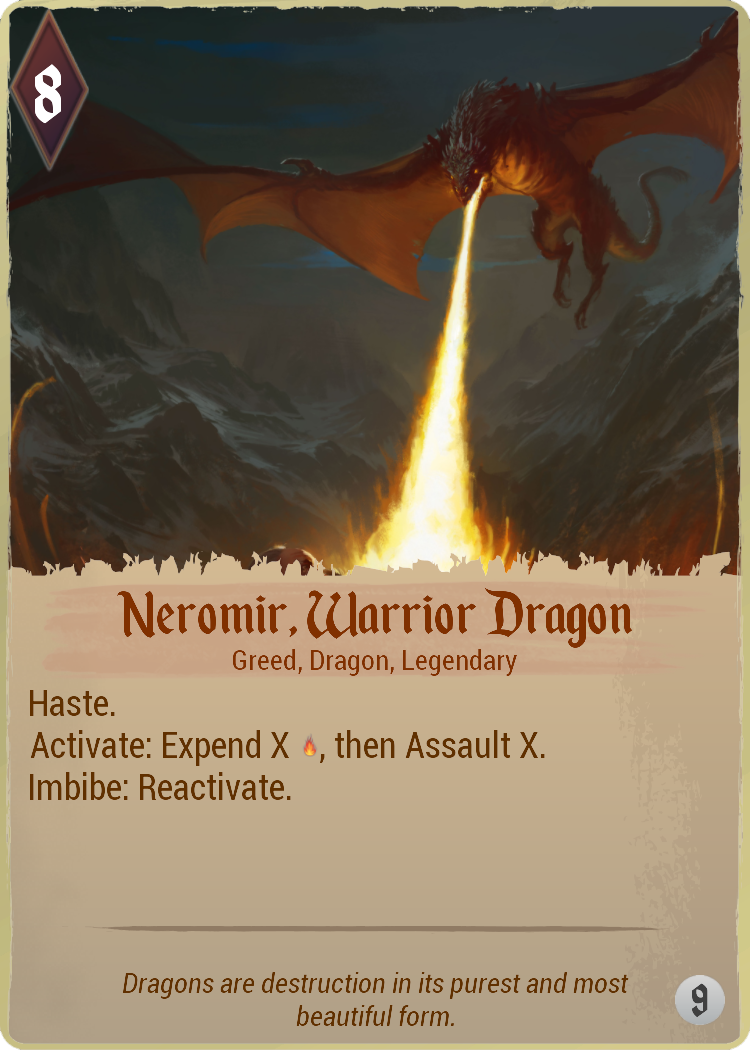 8
Neromir, Warrior Dragon
Greed, Dragon, Legendary
Haste.
Activate: Expend X 🔥, then Assault X.
Imbibe: Reactivate.
Dragons are destruction in its purest and most
beautiful form.
9